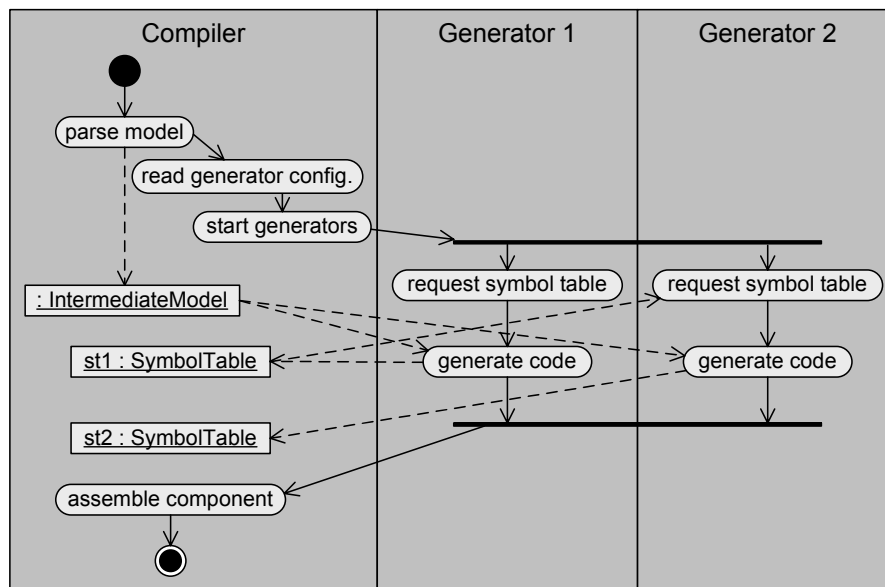 Compiler
Generator 1
Generator 2
parse model
read generator config.
start generators
request symbol table
request symbol table
: IntermediateModel
st1 : SymbolTable
generate code
generate code
st2 : SymbolTable
assemble component